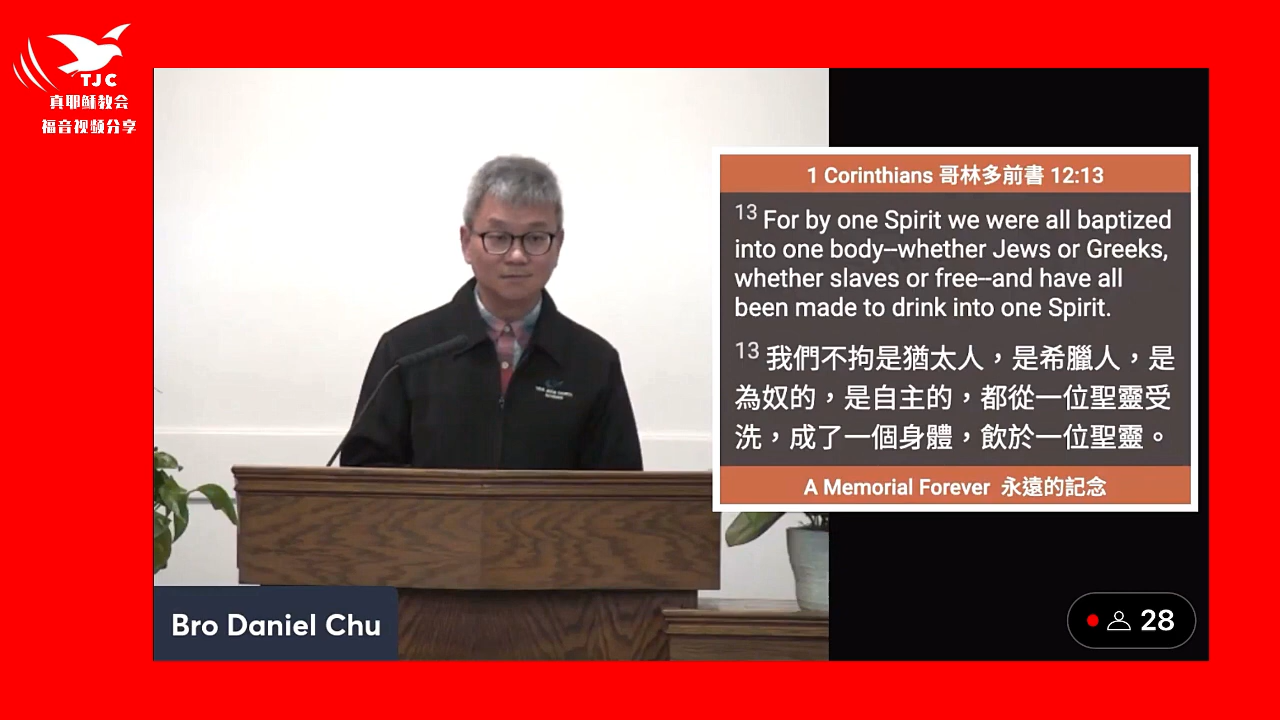 TJC
真耶穌教会
福音视频分享
1 Corinthians 哥林多前書 12:13
13 For by one Spirit we were all baptized
into one body--whether Jews or Greeks,
whether slaves or free--and have all
been made to drink into one Spirit.
13 我們不拘是猶太人，是希臘人，是
為奴的，是自主的，都從一位聖靈受
洗，成了一個身體，飲於一位聖靈。
A Memorial Forever 永遠的記念
Bro Daniel Chu
28